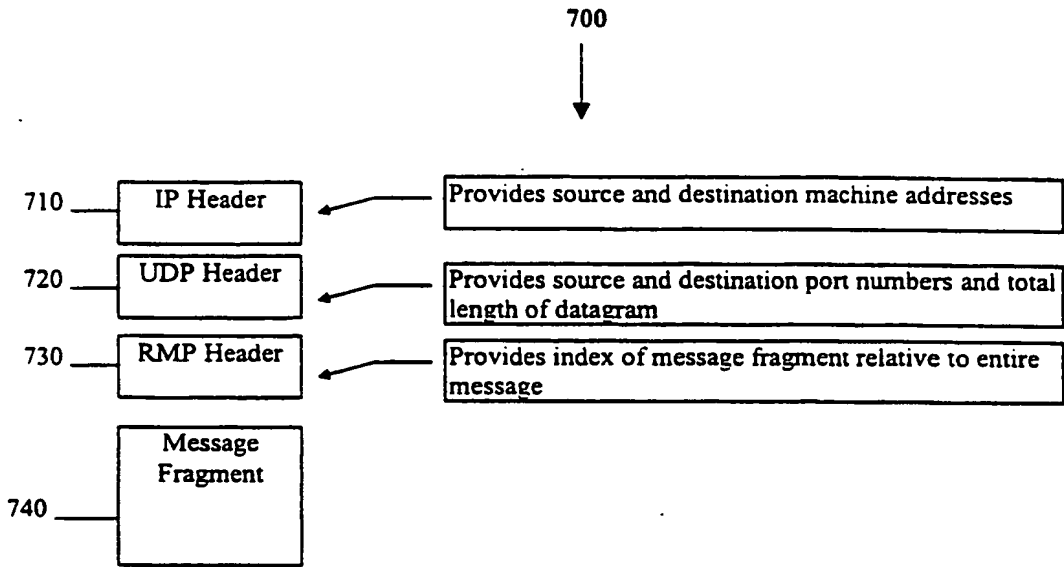 700
710
IP Header
Provides source and destination machine addresses
720
UDP Header
Provides source and destination port numbers and total
length of datagram
730
RMP Header
Provides index of message fragment relative to entire
message
Message
Fragment
740